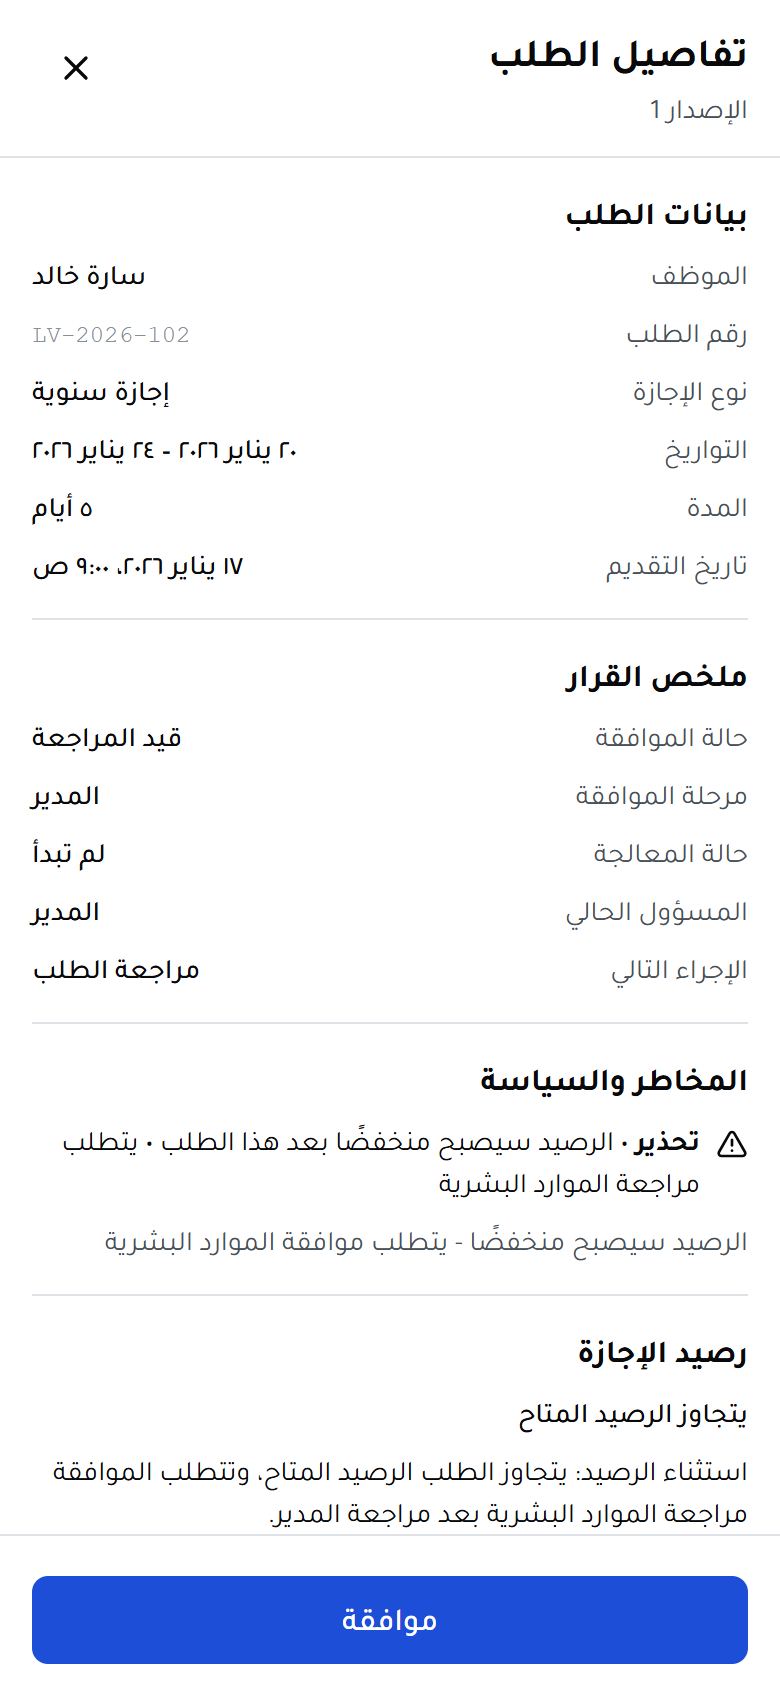 تفاصيل الطلب
الإصدار 1
بيانات الطلب
الموظف سارة خالد
رقم الطلب LV-2026-102
نوع الإجازة إجازة سنوية
التواريخ ٢٠ يناير ٢٠٢٦ - ٢٤ يناير ٢٠٢٦
المدة ٥ أيام
تاريخ التقديم ١٧ يناير ٢٠٢٦، ٩:٠٠ ص
ملخص القرار
حالة الموافقة قيد المراجعة
مرحلة الموافقة المدير
حالة المعالجة لم تبدأ
المسؤول الحالي المدير
الإجراء التالي مراجعة الطلب
المخاطر والسياسة
تحذير • الرصيد سيصبح منخفضًا بعد هذا الطلب • يتطلب
مراجعة الموارد البشرية
الرصيد سيصبح منخفضًا - يتطلب موافقة الموارد البشرية
رصيد الإجازة
يتجاوز الرصيد المتاح
استثناء الرصيد: يتجاوز الطلب الرصيد المتاح، وتتطلب الموافقة
مراجعة الموارد البشرية بعد مراجعة المدير.
موافقة